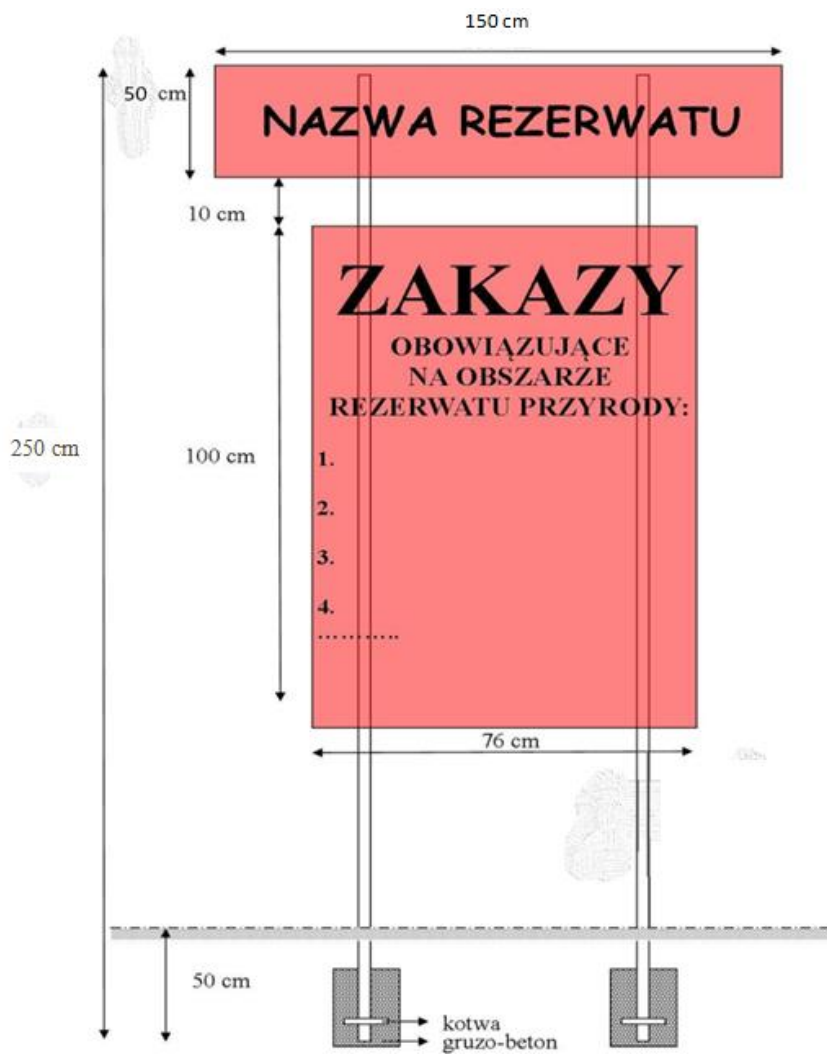 150 cm
50 cm
NAZWA REZERWATU
10 cm
ZAKAZY
OBOWIĄZUJĄCE
NA OBSZARZE
REZERWATU PRZYRODY:
250 cm
100 cm
1.
2.
3.
4.
………..
76 cm
50 cm
kotwa
gruzo-beton